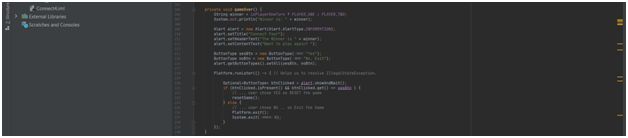 Connect4.iml
External Libraries
Scratches and Consoles
private void gameOver() {
String winner = isPlayerOneTurn ? PLAYER_ONE : PLAYER_TWO;
System.out.println("Winner is: " + winner);
Alert alert = new Alert(Alert.AlertType.INFORMATION);
alert.setTitle("Connect Four");
alert.setHeaderText("The Winner is " + winner);
alert.setContentText("Want to play again? ");
ButtonType yesBtn = new ButtonType("Yes");
ButtonType noBtn = new ButtonType("No, Exit");
alert.getButtonTypes().setAll(yesBtn, noBtn);
Platform.runLater(() -> { // Helps us to resolve IllegalStateException.
Optional<ButtonType> btnClicked = alert.showAndWait();
if (btnClicked.isPresent() && btnClicked.get() == yesBtn ) {
// ... user chose YES so RESET the game
resetGame();
} else {
// ... user chose NO .. so Exit the Game
Platform.exit();
System.exit(0);
}
});
}